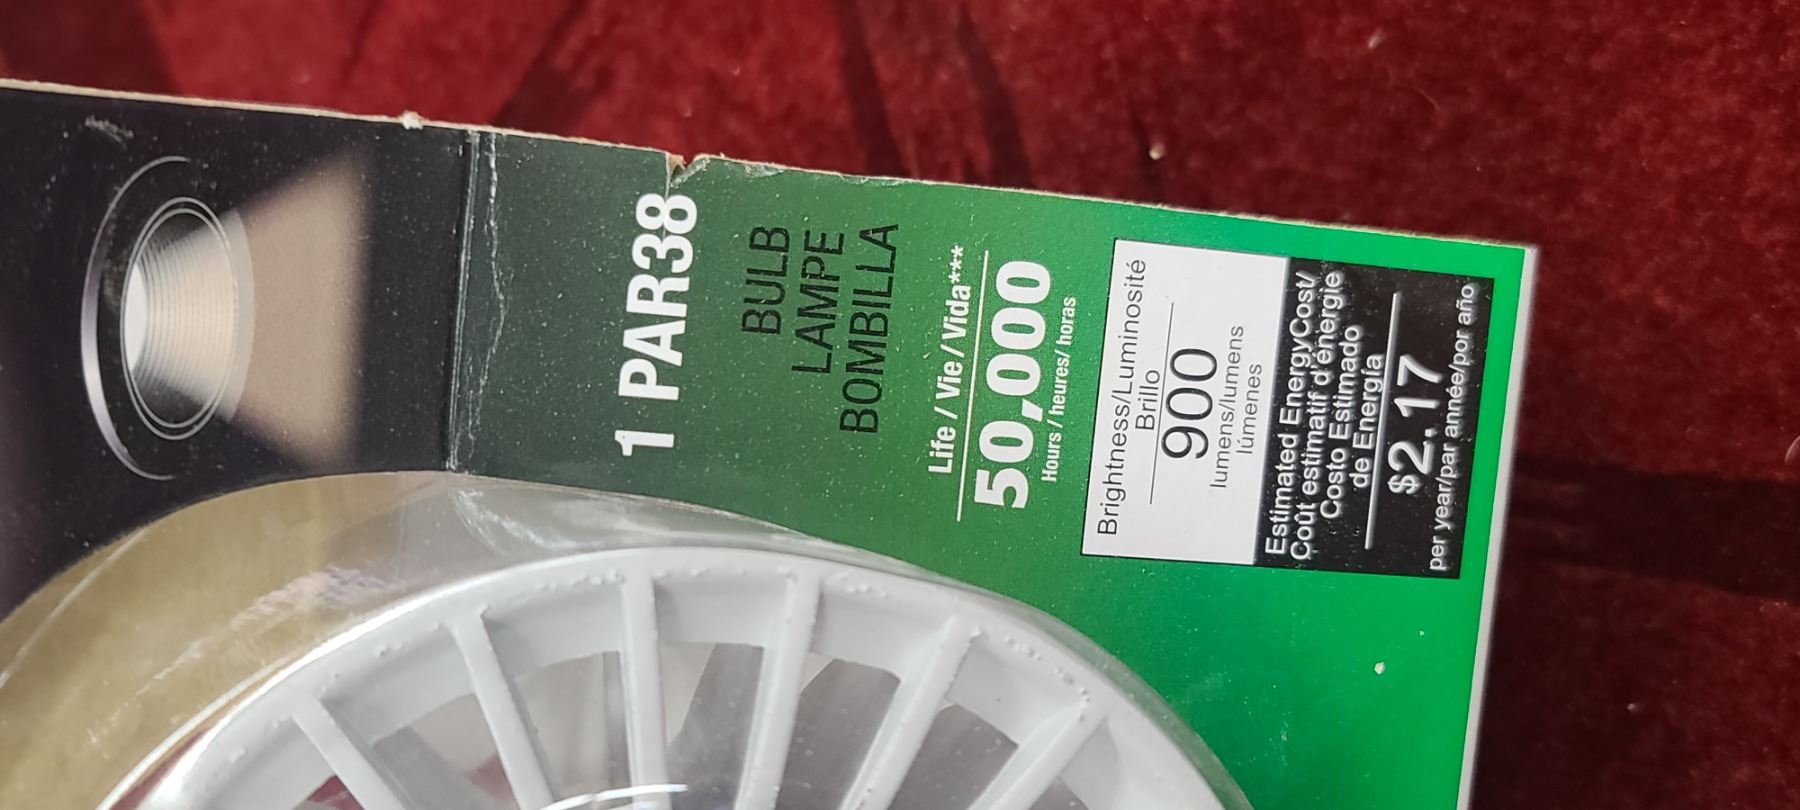 1 PAR38
BULB
LAMPE
BOMBILLA
Life / Vie / Vida***
50,000
Hours / heures/ horas
Brightness/Luminosité
Brillo
900
lumens/lumens
lúmenes
Estimated EnergyCost/
Coût estimatif d'énergie
Costo Estimado
de Energía
$2.17
per year/par année/por año